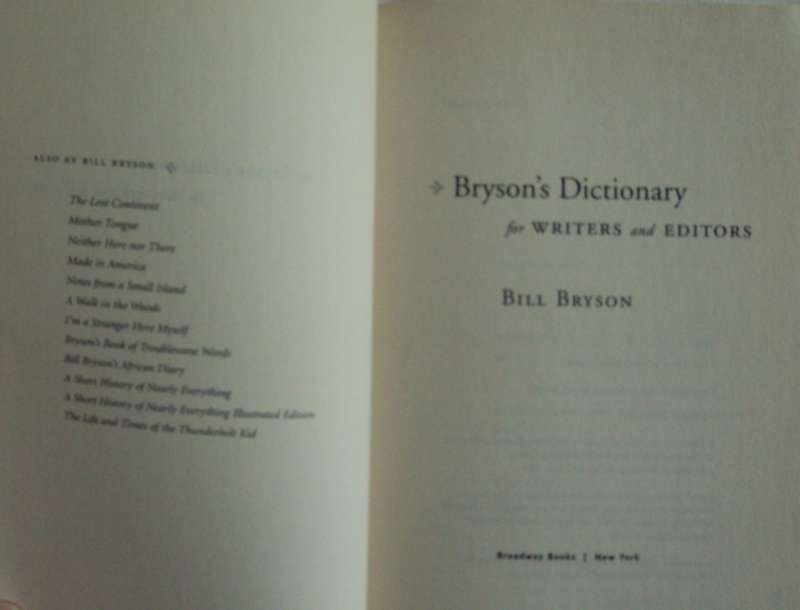 ALSO BY BILL BRYSON
The Lost Continent
Mother Tongue
Neither Here nor There
Made in America
Notes from a Small Island
A Walk in the Woods
I'm a Stranger Here Myself
Bryson's Book of Troublesome Words
Bill Bryson's African Diary
A Short History of Nearly Everything
A Short History of Nearly Everything Illustrated Edition
The Life and Times of the Thunderbolt Kid
Bryson's Dictionary
for WRITERS and EDITORS
BILL BRYSON
Broadway Books | New York